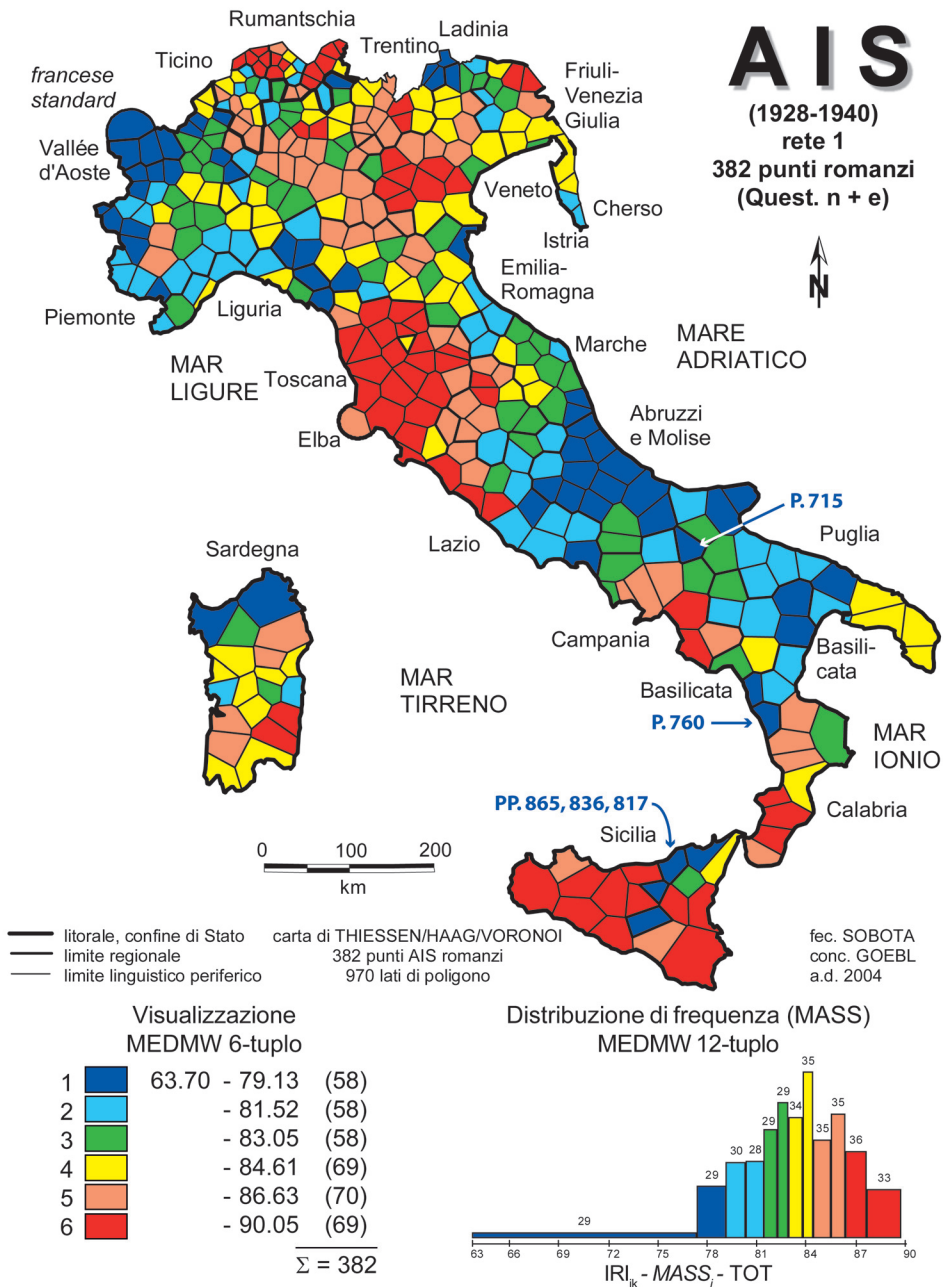 Rumantschia
Ladinia
Ticino
Trentino
francese
standard
Vallée
d'Aoste
Friuli-
Venezia
Giulia
AIS
(1928-1940)
rete 1
382 punti romanzi
(Quest. n + e)
N
Veneto
Cherso
Istria
Emilia-
Romagna
Piemonte
Liguria
MAR
LIGURE
Marche
MARE
ADRIATICO
Toscana
Elba
Abruzzi
e Molise
P. 715
Puglia
Lazio
Sardegna
Campania
Basili-
cata
MAR
TIRRENO
Basilicata
P. 760
MAR
IONIO
PP. 865, 836, 817
Sicilia
Calabria
0 100 200
km
litorale, confine di Stato
limite regionale
limite linguistico periferico
carta di THIESSEN/HAAG/VORONOI
382 punti AIS romanzi
970 lati di poligono
fec. SOBOTA
conc. GOEBL
a.d. 2004
Visualizzazione
MEDMW 6-tuplo
1 63.70 - 79.13 (58)
2 - 81.52 (58)
3 - 83.05 (58)
4 - 84.61 (69)
5 - 86.63 (70)
6 - 90.05 (69)
Σ = 382
Distribuzione di frequenza (MASS)
MEDMW 12-tuplo
29 29 30 28 29 29 34 35 35 35 36 33
63 66 69 72 75 78 81 84 87 90
IRI_ik - MASS_i - TOT